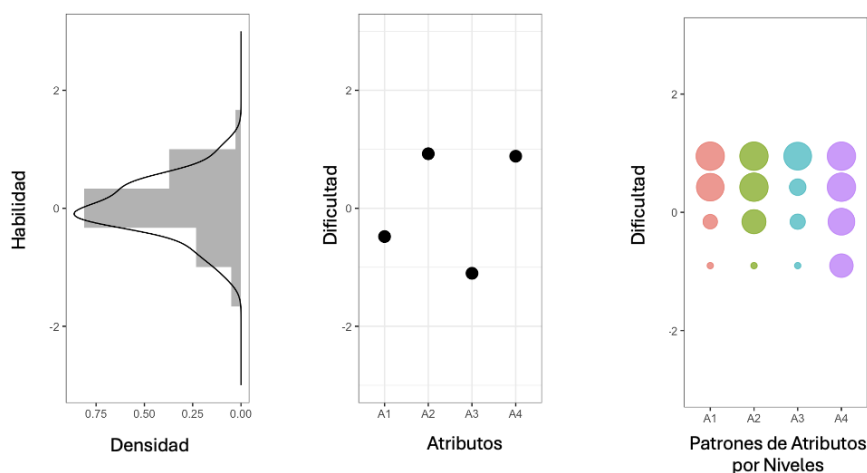 Habilidad
2
0
-2
0.75 0.50 0.25 0.00
Densidad
Dificultad
2
0
-2
A1 A2 A3 A4
Atributos
Dificultad
2
0
-2
A1 A2 A3 A4
Patrones de Atributos
por Niveles